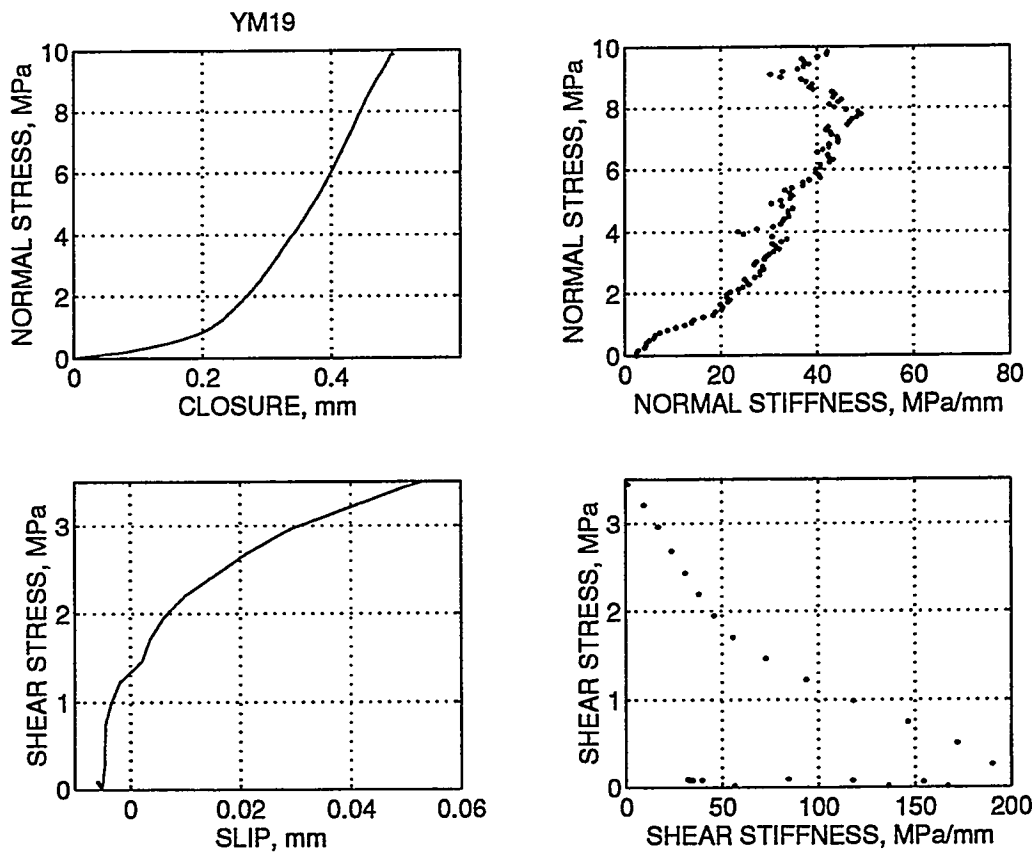 YM19
NORMAL STRESS, MPa
10
8
6
4
2
0
0 0.2 0.4
CLOSURE, mm
NORMAL STRESS, MPa
10
8
6
4
2
0
0 20 40 60 80
NORMAL STIFFNESS, MPa/mm
SHEAR STRESS, MPa
3
2
1
0
0 0.02 0.04 0.06
SLIP, mm
SHEAR STRESS, MPa
3
2
1
0
0 50 100 150 200
SHEAR STIFFNESS, MPa/mm